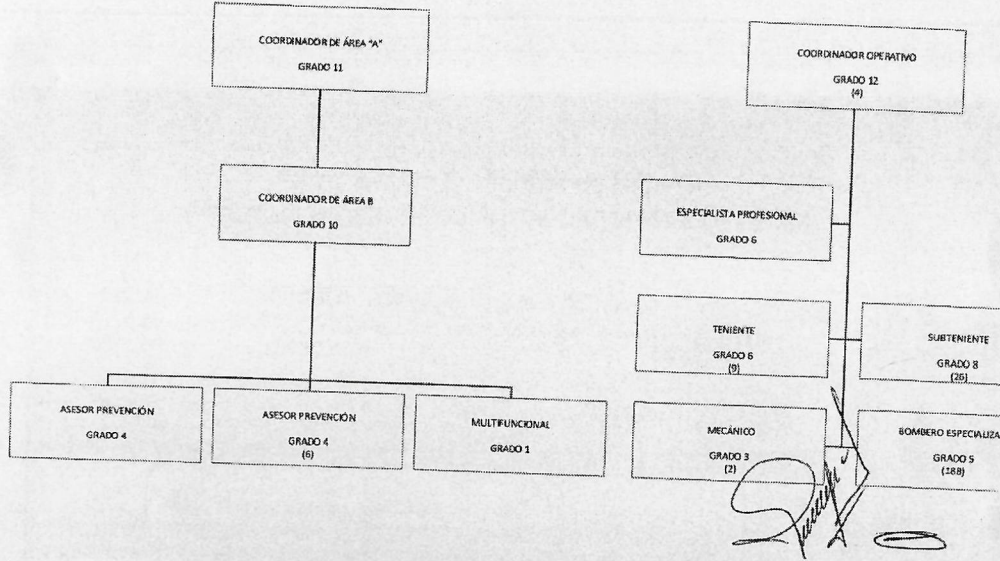 COORDINADOR DE ÁREA "A"
GRADO 11
COORDINADOR DE ÁREA B
GRADO 10
ASESOR PREVENCIÓN
GRADO 4
ASESOR PREVENCIÓN
GRADO 4
(6)
MULTIFUNCIONAL
GRADO 1
COORDINADOR OPERATIVO
GRADO 12
(4)
ESPECIALISTA PROFESIONAL
GRADO 6
TENIENTE
GRADO 6
(9)
SUBTENIENTE
GRADO 8
(26)
MECÁNICO
GRADO 3
(2)
BOMBERO ESPECIALIZA
GRADO 5
(188)